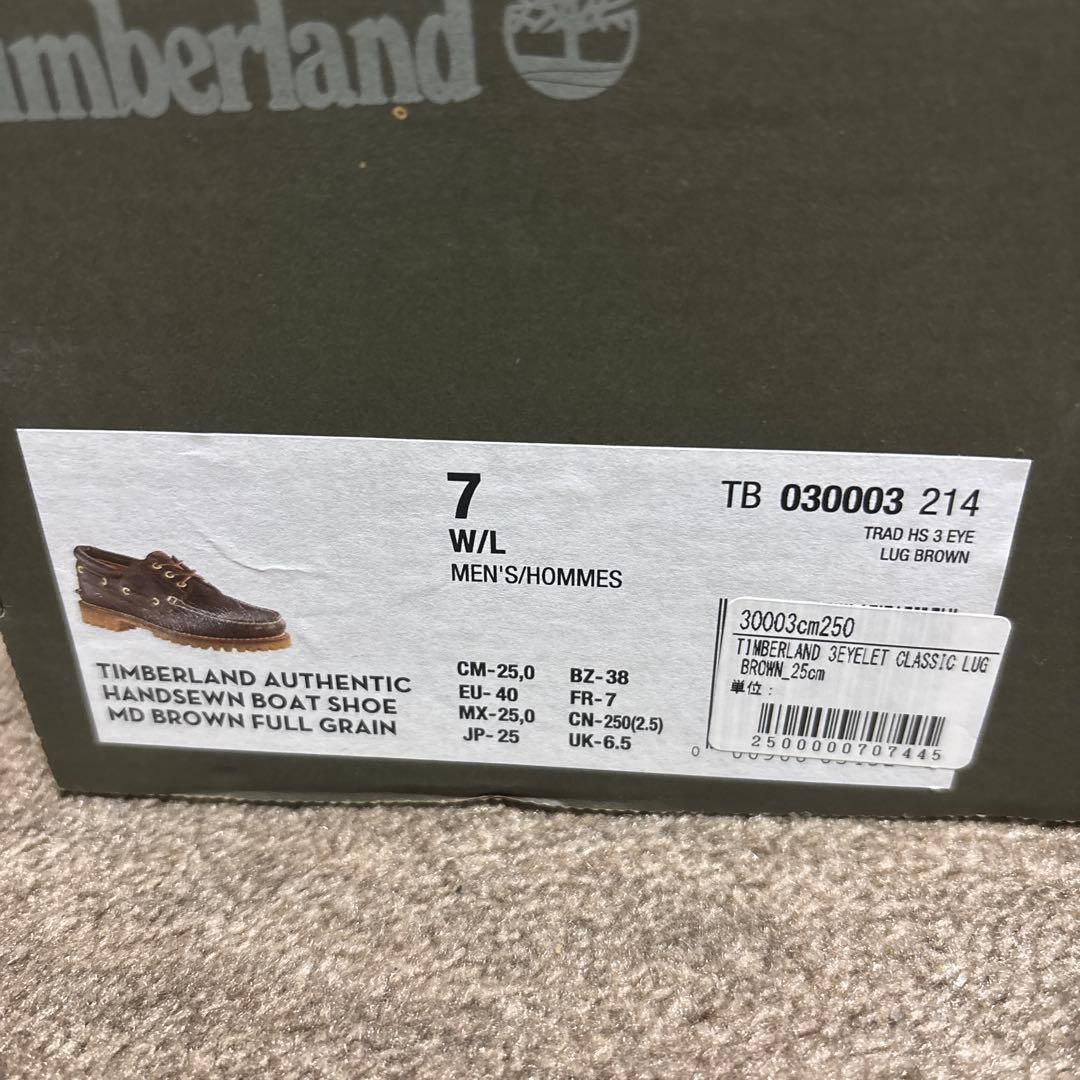 Timberland
7
W/L
MEN'S/HOMMES
TB 030003 214
TRAD HS 3 EYE
LUG BROWN
TIMBERLAND AUTHENTIC
HANDSEWN BOAT SHOE
MD BROWN FULL GRAIN
CM-25,0 BZ-38
EU-40 FR-7
MX-25,0 CN-250(2.5)
JP-25 UK-6.5
30003cm250
TIMBERLAND 3EYELET CLASSIC LUG
BROWN_25cm
単位:
2500000707445